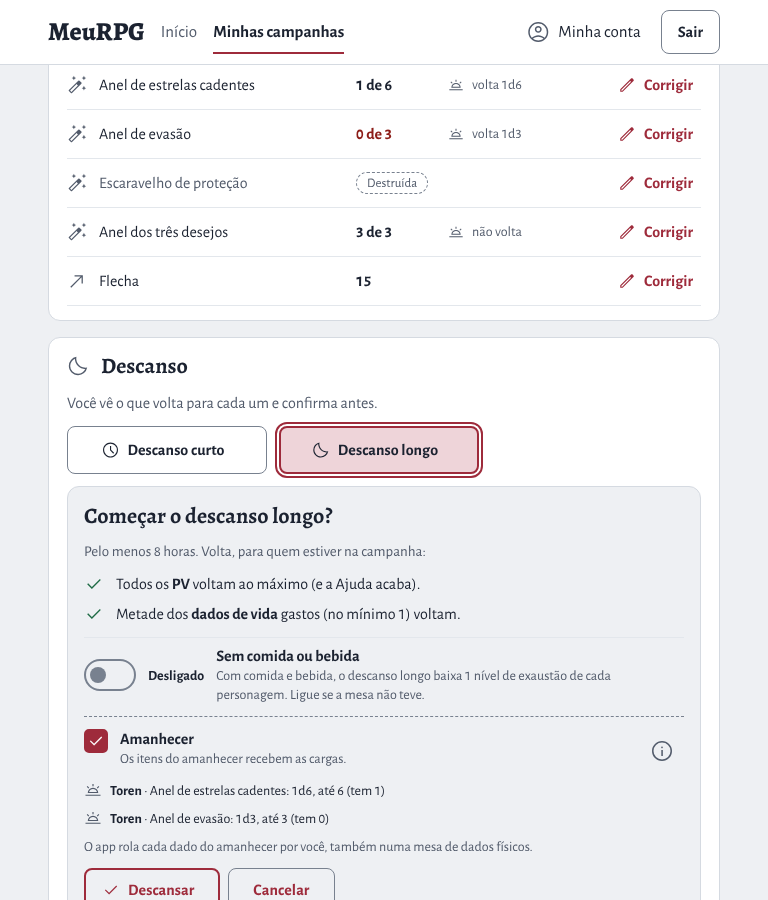 MeuRPG Início Minhas campanhas Minha conta Sair
Anel de estrelas cadentes 1 de 6 volta 1d6 Corrigir
Anel de evasão 0 de 3 volta 1d3 Corrigir
Escaravelho de proteção Destruída Corrigir
Anel dos três desejos 3 de 3 não volta Corrigir
Flecha 15 Corrigir
Descanso
Você vê o que volta para cada um e confirma antes.
Descanso curto Descanso longo
Começar o descanso longo?
Pelo menos 8 horas. Volta, para quem estiver na campanha:
Todos os PV voltam ao máximo (e a Ajuda acaba).
Metade dos dados de vida gastos (no mínimo 1) voltam.
Desligado
Sem comida ou bebida
Com comida e bebida, o descanso longo baixa 1 nível de exaustão de cada
personagem. Ligue se a mesa não teve.
Amanhecer
Os itens do amanhecer recebem as cargas.
Toren · Anel de estrelas cadentes: 1d6, até 6 (tem 1)
Toren · Anel de evasão: 1d3, até 3 (tem 0)
O app rola cada dado do amanhecer por você, também numa mesa de dados físicos.
Descansar Cancelar